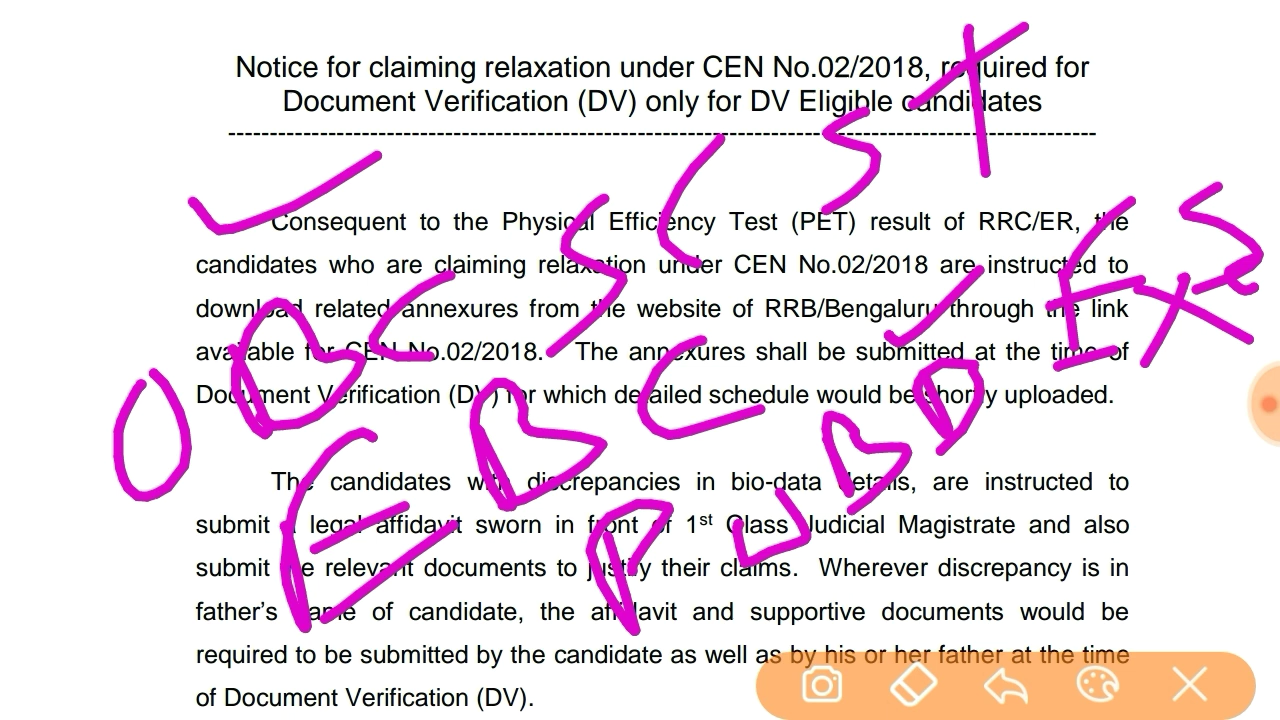 Notice for claiming relaxation under CEN No.02/2018, required for
Document Verification (DV) only for DV Eligible candidates
--------------------------------------------------------------------------------
Consequent to the Physical Efficiency Test (PET) result of RRC/ER, the
candidates who are claiming relaxation under CEN No.02/2018 are instructed to
download related annexures from the website of RRB/Bengaluru through the link
available for CEN No.02/2018. The annexures shall be submitted at the time of
Document Verification (DV) for which detailed schedule would be shortly uploaded.
The candidates with discrepancies in bio-data details, are instructed to
submit a legal affidavit sworn in front of 1st Class Judicial Magistrate and also
submit the relevant documents to justify their claims. Wherever discrepancy is in
father's name of candidate, the affidavit and supportive documents would be
required to be submitted by the candidate as well as by his or her father at the time
of Document Verification (DV).
OBC SC ST
EBC